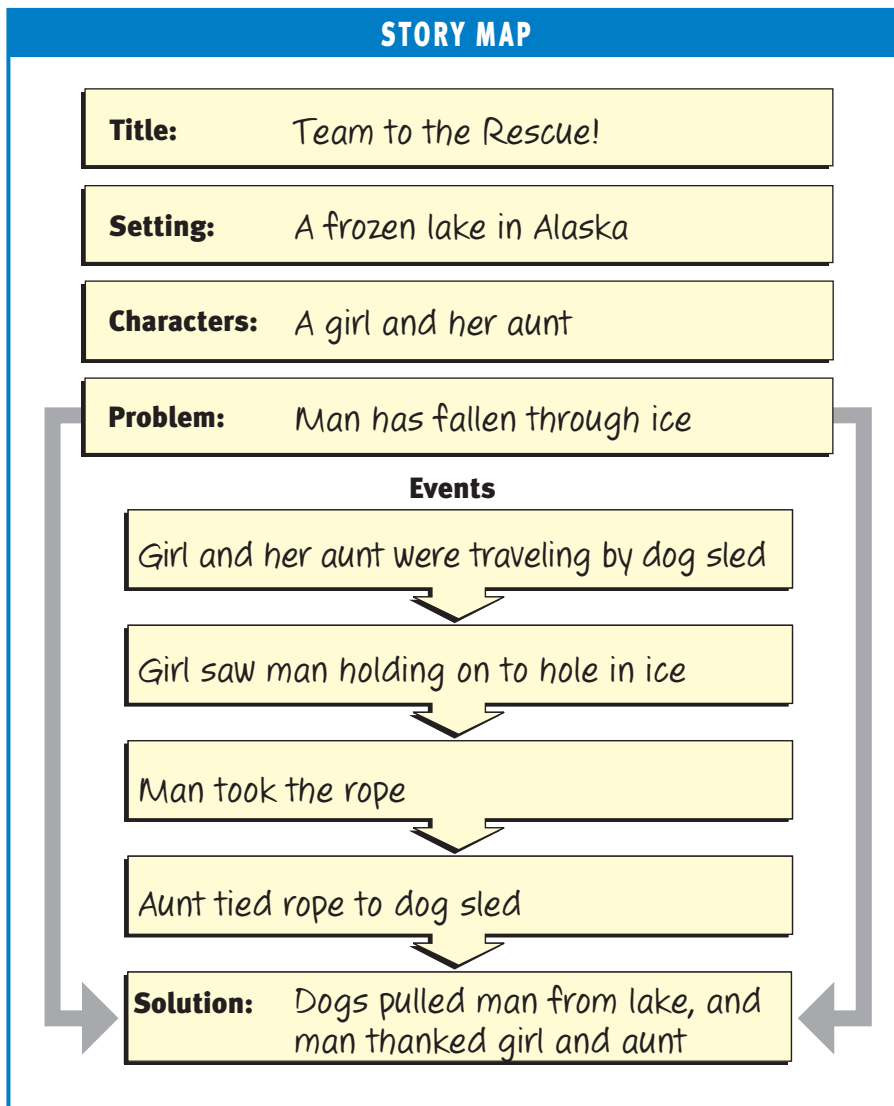 STORY MAP
Title: Team to the Rescue!
Setting: A frozen lake in Alaska
Characters: A girl and her aunt
Problem: Man has fallen through ice
Events
Girl and her aunt were traveling by dog sled
Girl saw man holding on to hole in ice
Man took the rope
Aunt tied rope to dog sled
Solution: Dogs pulled man from lake, and
man thanked girl and aunt